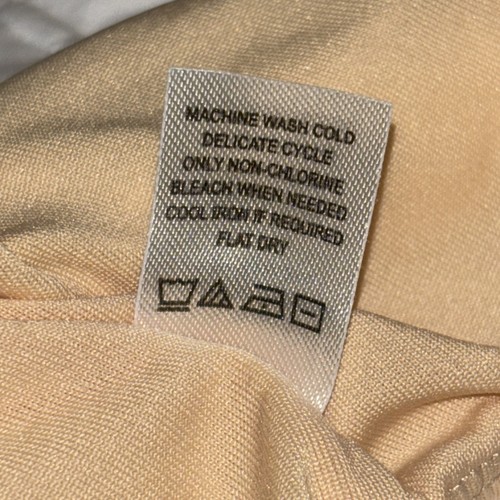 MACHINE WASH COLD
DELICATE CYCLE
ONLY NON-CHLORINE
BLEACH WHEN NEEDED
COOL IRON IF REQUIRED
FLAT DRY